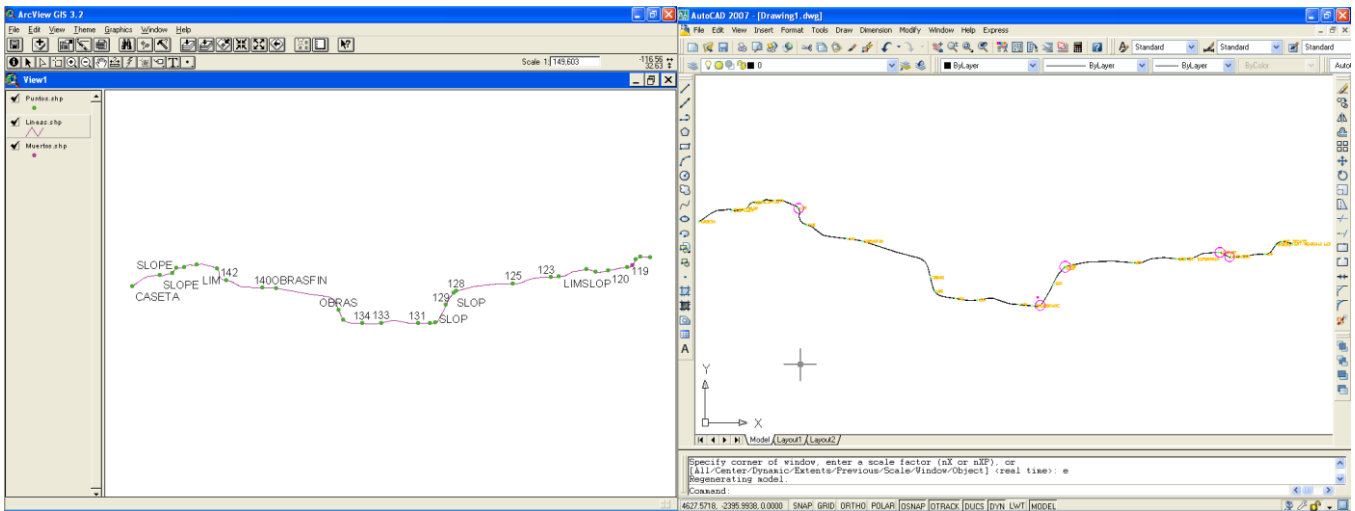 ArcView GIS 3.2
File Edit View Theme Graphics Window Help
Scale 1: 149,603
-116.56
32.63
View1
Puntos.shp
Lineas.shp
Muertos.shp
SLOPE
142
SLOPE LIM
CASETA
140 OBRASFIN
OBRAS
134 133 131 SLOP
129
128
SLOP
125
123
LIMSLOP
120
119
AutoCAD 2007 - [Drawing1.dwg]
File Edit View Insert Format Tools Draw Dimension Modify Window Help Express
Standard Standard Standard
0 ByLayer ByLayer ByLayer ByColor
A
Y
X
Model Layout1 Layout2
Specify corner of window, enter a scale factor (nX or nXP), or
[All/Center/Dynamic/Extents/Previous/Scale/Window/Object] <real time>: e
Regenerating model.
Command:
4627.5718, -2395.9938, 0.0000 SNAP GRID ORTHO POLAR OSNAP OTRACK DUCS DYN LWT MODEL